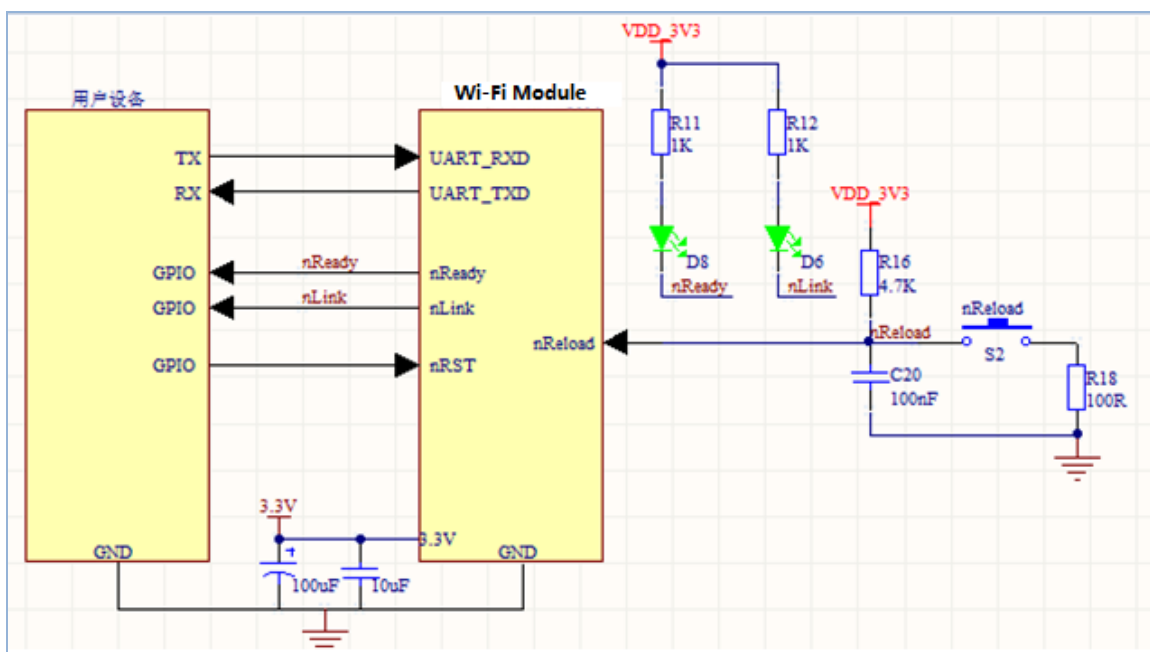 VDD_3V3
用户设备
Wi-Fi Module
R11
1K
R12
1K
TX
UART_RXD
RX
UART_TXD
VDD_3V3
D8
D6
R16
4.7K
GPIO
nReady
nReady
nReady
nLink
GPIO
nLink
nLink
nReload
nReload
nReload
S2
GPIO
nRST
C20
100nF
R18
100R
3.3V
3.3V
GND
GND
+
100uF
10uF